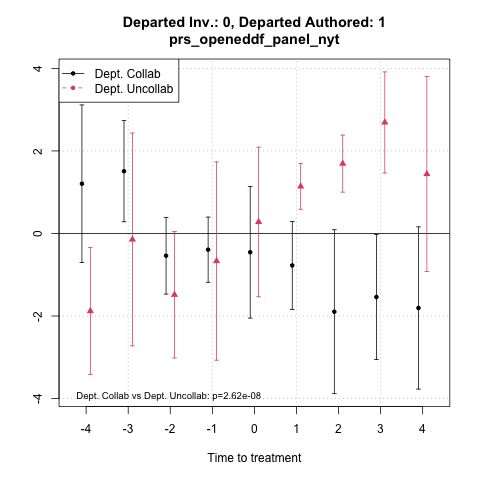 Departed Inv.: 0, Departed Authored: 1
prs_openeddf_panel_nyt
Dept. Collab
Dept. Uncollab
4
2
0
-2
-4
Dept. Collab vs Dept. Uncollab: p=2.62e-08
-4 -3 -2 -1 0 1 2 3 4
Time to treatment